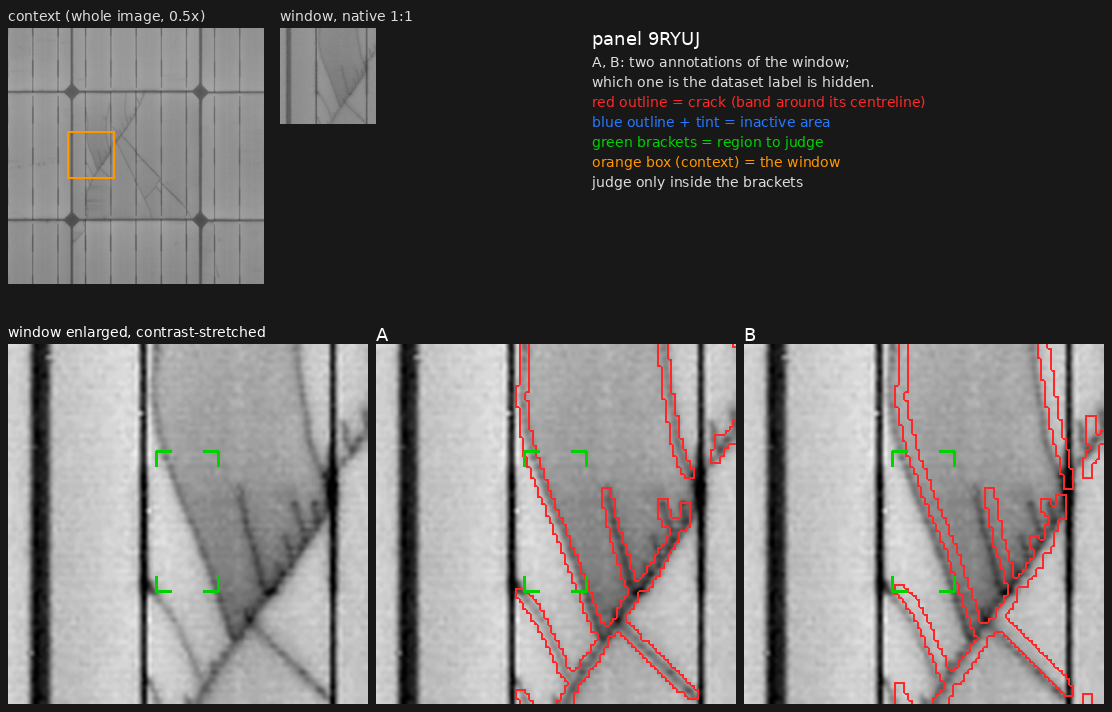 context (whole image, 0.5x)
window, native 1:1
panel 9RYUJ
A, B: two annotations of the window;
which one is the dataset label is hidden.
red outline = crack (band around its centreline)
blue outline + tint = inactive area
green brackets = region to judge
orange box (context) = the window
judge only inside the brackets
window enlarged, contrast-stretched
A
B